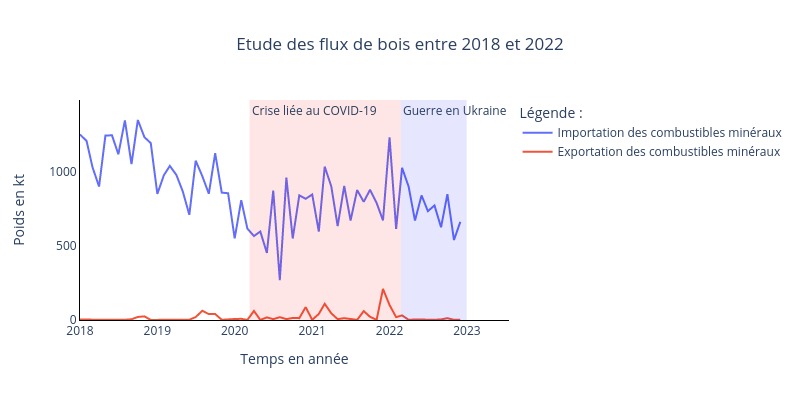 Etude des flux de bois entre 2018 et 2022
Crise liée au COVID-19
Guerre en Ukraine
Légende :
Importation des combustibles minéraux
Exportation des combustibles minéraux
Poids en kt
1000
500
0
2018 2019 2020 2021 2022 2023
Temps en année